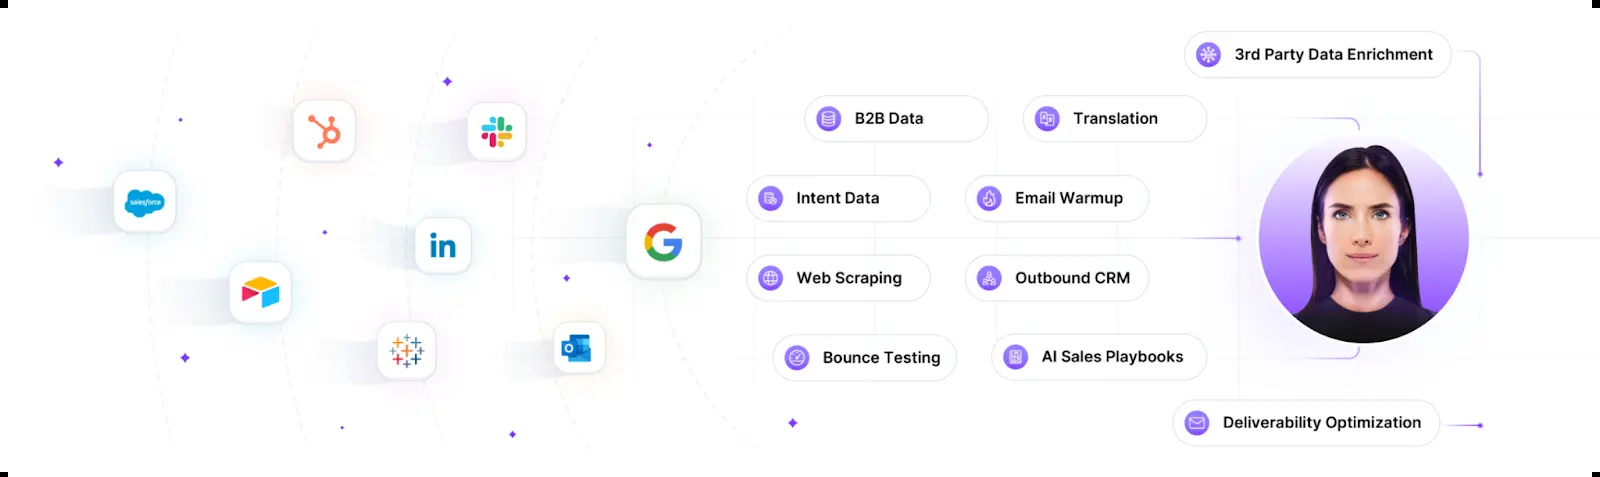 3rd Party Data Enrichment
B2B Data
Translation
salesforce
Intent Data
Email Warmup
in
G
Web Scraping
Outbound CRM
O
Bounce Testing
AI Sales Playbooks
Deliverability Optimization